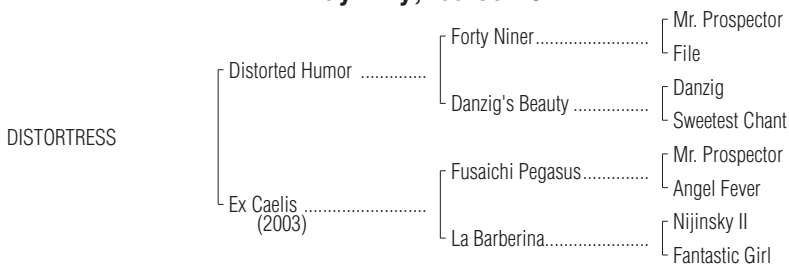 Mr. Prospector
Forty Niner
File
Distorted Humor
Danzig
Danzig's Beauty
Sweetest Chant
DISTORTRESS
Mr. Prospector
Fusaichi Pegasus
Angel Fever
Ex Caelis
(2003)
Nijinsky II
La Barberina
Fantastic Girl